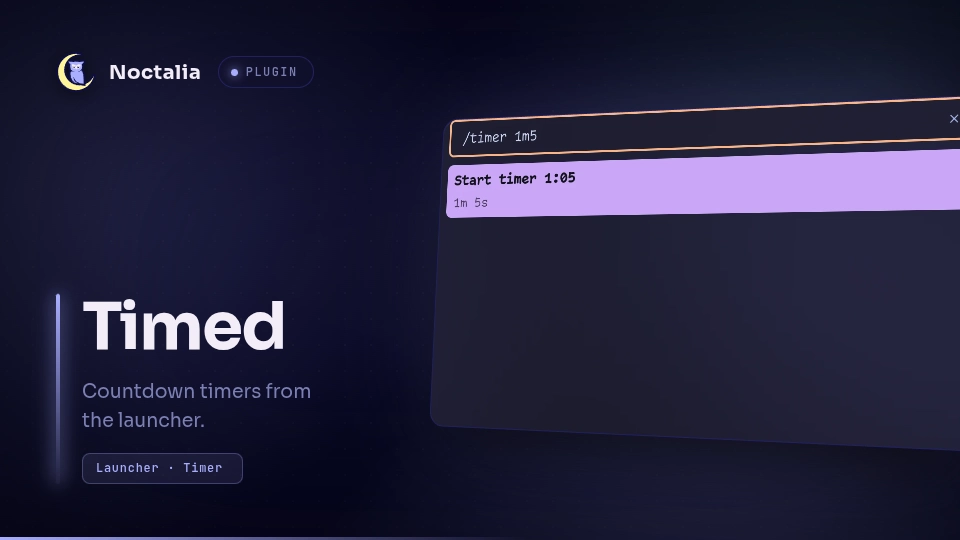 Noctalia
PLUGIN
/timer 1m5
×
Start timer 1:05
1m 5s
Timed
Countdown timers from
the launcher.
Launcher · Timer